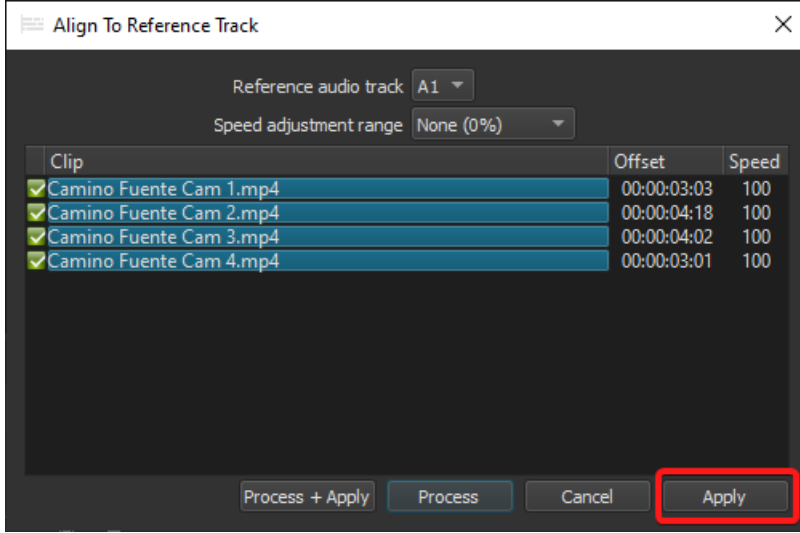 Align To Reference Track
Reference audio track A1
Speed adjustment range None (0%)
Clip Offset Speed
Camino Fuente Cam 1.mp4 00:00:03:03 100
Camino Fuente Cam 2.mp4 00:00:04:18 100
Camino Fuente Cam 3.mp4 00:00:04:02 100
Camino Fuente Cam 4.mp4 00:00:03:01 100
Process + Apply Process Cancel Apply